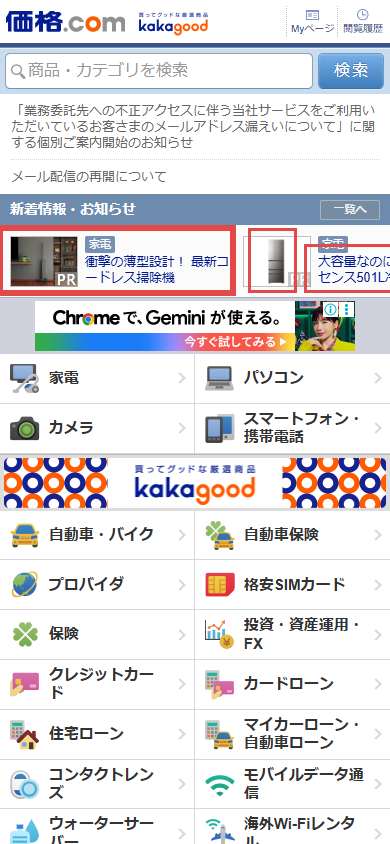 価格.com
買ってグッドな厳選商品
kakagood
Myページ
閲覧履歴
商品・カテゴリを検索
検索
「業務委託先への不正アクセスに伴う当社サービスをご利用い
ただいているお客さまのメールアドレス漏えいについて」に関
する個別ご案内開始のお知らせ
メール配信の再開について
新着情報・お知らせ
一覧へ
家電
衝撃の薄型設計！ 最新コ
ードレス掃除機
PR
家電
大容量なのに
センス501L冷
PR
Chromeで、Gemini が使える。
今すぐ試してみる
家電
パソコン
カメラ
スマートフォン・
携帯電話
買ってグッドな厳選商品
kakagood
自動車・バイク
自動車保険
プロバイダ
格安SIMカード
保険
投資・資産運用・
FX
クレジットカー
ド
カードローン
住宅ローン
マイカーローン・
自動車ローン
コンタクトレン
ズ
モバイルデータ通
信
ウォーターサー
バー
海外Wi-Fiレンタ
ル